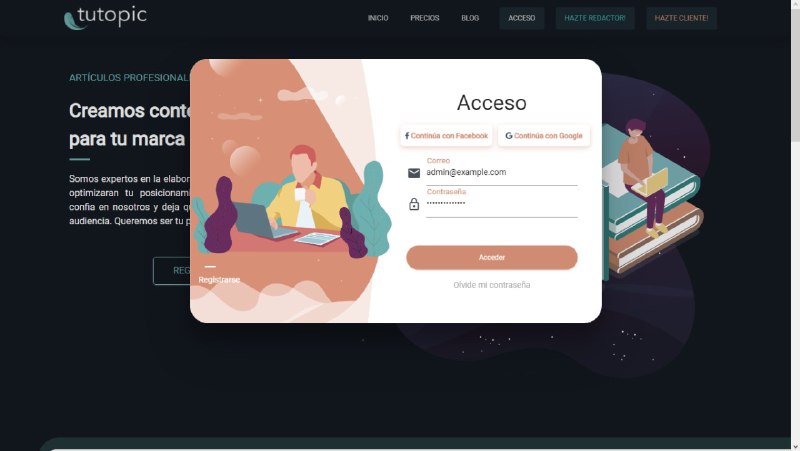 tutopic
INICIO
PRECIOS
BLOG
ACCESO
HAZTE REDACTOR!
HAZTE CLIENTE!
ARTÍCULOS PROFESIONAL
Creamos conte
para tu marca
Somos expertos en la elabor
optimizaran tu posicionami
confía en nosotros y deja q
audiencia. Queremos ser tu p
REG
Registrarse
Acceso
Continúa con Facebook
Continúa con Google
Correo
admin@example.com
Contraseña
••••••••••••••
Acceder
Olvide mi contraseña